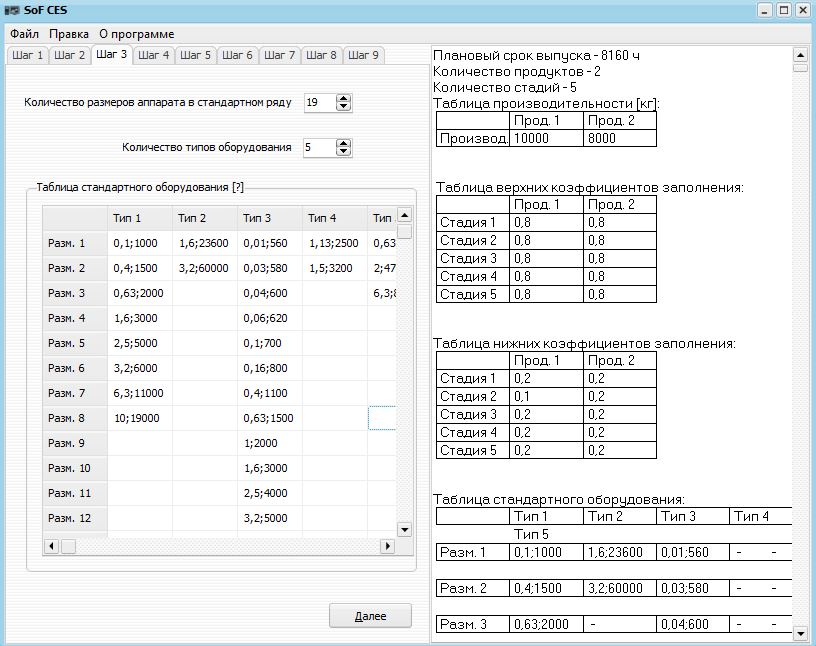 SoF CES
Файл Правка О программе
Шаг 1 Шаг 2 Шаг 3 Шаг 4 Шаг 5 Шаг 6 Шаг 7 Шаг 8 Шаг 9
Количество размеров аппарата в стандартном ряду 19
Количество типов оборудования 5
Таблица стандартного оборудования [?]
Тип 1 Тип 2 Тип 3 Тип 4 Тип
Разм. 1 0,1;1000 1,6;23600 0,01;560 1,13;2500 0,63
Разм. 2 0,4;1500 3,2;60000 0,03;580 1,5;3200 2;47
Разм. 3 0,63;2000 0,04;600 6,3;8
Разм. 4 1,6;3000 0,06;620
Разм. 5 2,5;5000 0,1;700
Разм. 6 3,2;6000 0,16;800
Разм. 7 6,3;11000 0,4;1100
Разм. 8 10;19000 0,63;1500
Разм. 9 1;2000
Разм. 10 1,6;3000
Разм. 11 2,5;4000
Разм. 12 3,2;5000
Далее
Плановый срок выпуска - 8160 ч
Количество продуктов - 2
Количество стадий - 5
Таблица производительности [кг]:
Прод. 1 Прод. 2
Производ. 10000 8000
Таблица верхних коэффициентов заполнения:
Прод. 1 Прод. 2
Стадия 1 0,8 0,8
Стадия 2 0,8 0,8
Стадия 3 0,8 0,8
Стадия 4 0,8 0,8
Стадия 5 0,8 0,8
Таблица нижних коэффициентов заполнения:
Прод. 1 Прод. 2
Стадия 1 0,2 0,2
Стадия 2 0,1 0,2
Стадия 3 0,2 0,2
Стадия 4 0,2 0,2
Стадия 5 0,2 0,2
Таблица стандартного оборудования:
Тип 1 Тип 2 Тип 3 Тип 4
Тип 5
Разм. 1 0,1;1000 1,6;23600 0,01;560 - -
Разм. 2 0,4;1500 3,2;60000 0,03;580 - -
Разм. 3 0,63;2000 - 0,04;600 - -